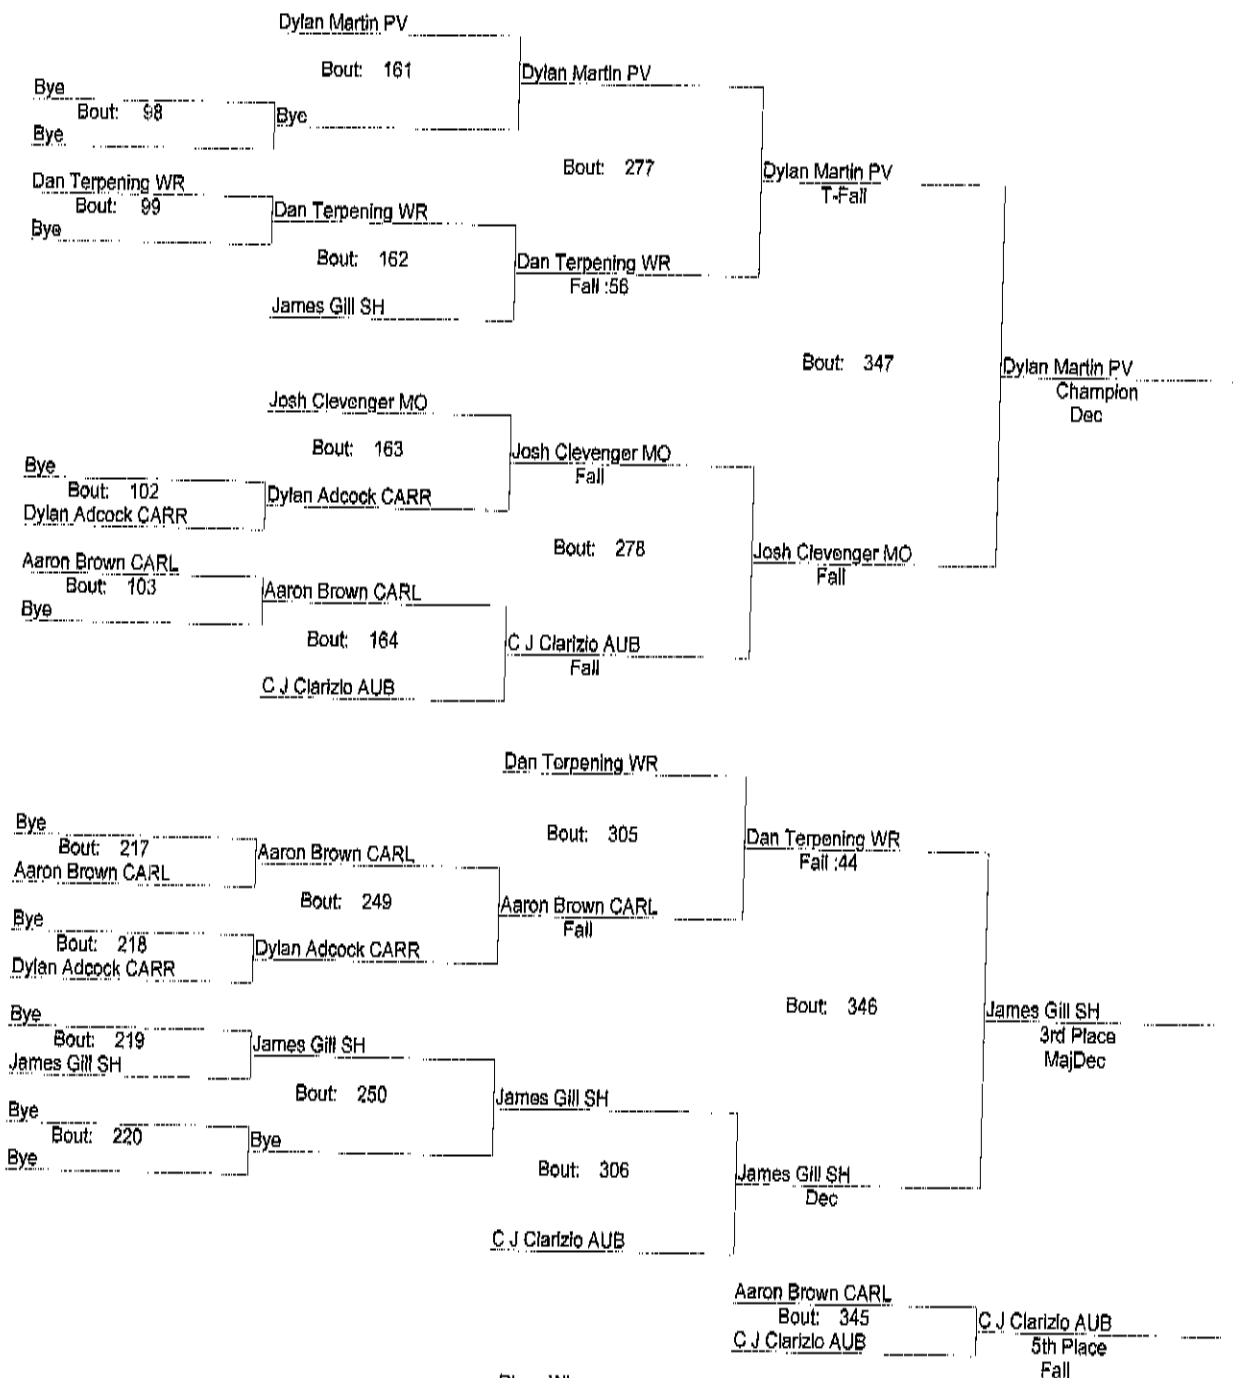 Dylan Martin PV
Bout: 161
Dylan Martin PV
Bye
Bout: 98
Bye
Bye
Bout: 277
Dylan Martin PV
T-Fall
Dan Terpening WR
Bout: 99
Dan Terpening WR
Bye
Bout: 162
Dan Terpening WR
Fall :56
James Gill SH
Bout: 347
Dylan Martin PV
Champion
Dec
Josh Clevenger MO
Bout: 163
Josh Clevenger MO
Fall
Bye
Bout: 102
Dylan Adcock CARR
Dylan Adcock CARR
Bout: 278
Josh Clevenger MO
Fall
Aaron Brown CARL
Bout: 103
Aaron Brown CARL
Bye
Bout: 164
C J Clarizio AUB
Fall
C J Clarizio AUB
Dan Terpening WR
Bout: 305
Dan Terpening WR
Fall :44
Bye
Bout: 217
Aaron Brown CARL
Aaron Brown CARL
Bout: 249
Aaron Brown CARL
Fall
Bye
Bout: 218
Dylan Adcock CARR
Dylan Adcock CARR
Bout: 346
James Gill SH
3rd Place
MajDec
Bye
Bout: 219
James Gill SH
James Gill SH
Bout: 250
James Gill SH
Bye
Bout: 220
Bye
Bye
Bout: 306
James Gill SH
Dec
C J Clarizio AUB
Aaron Brown CARL
Bout: 345
C J Clarizio AUB
C J Clarizio AUB
5th Place
Fall